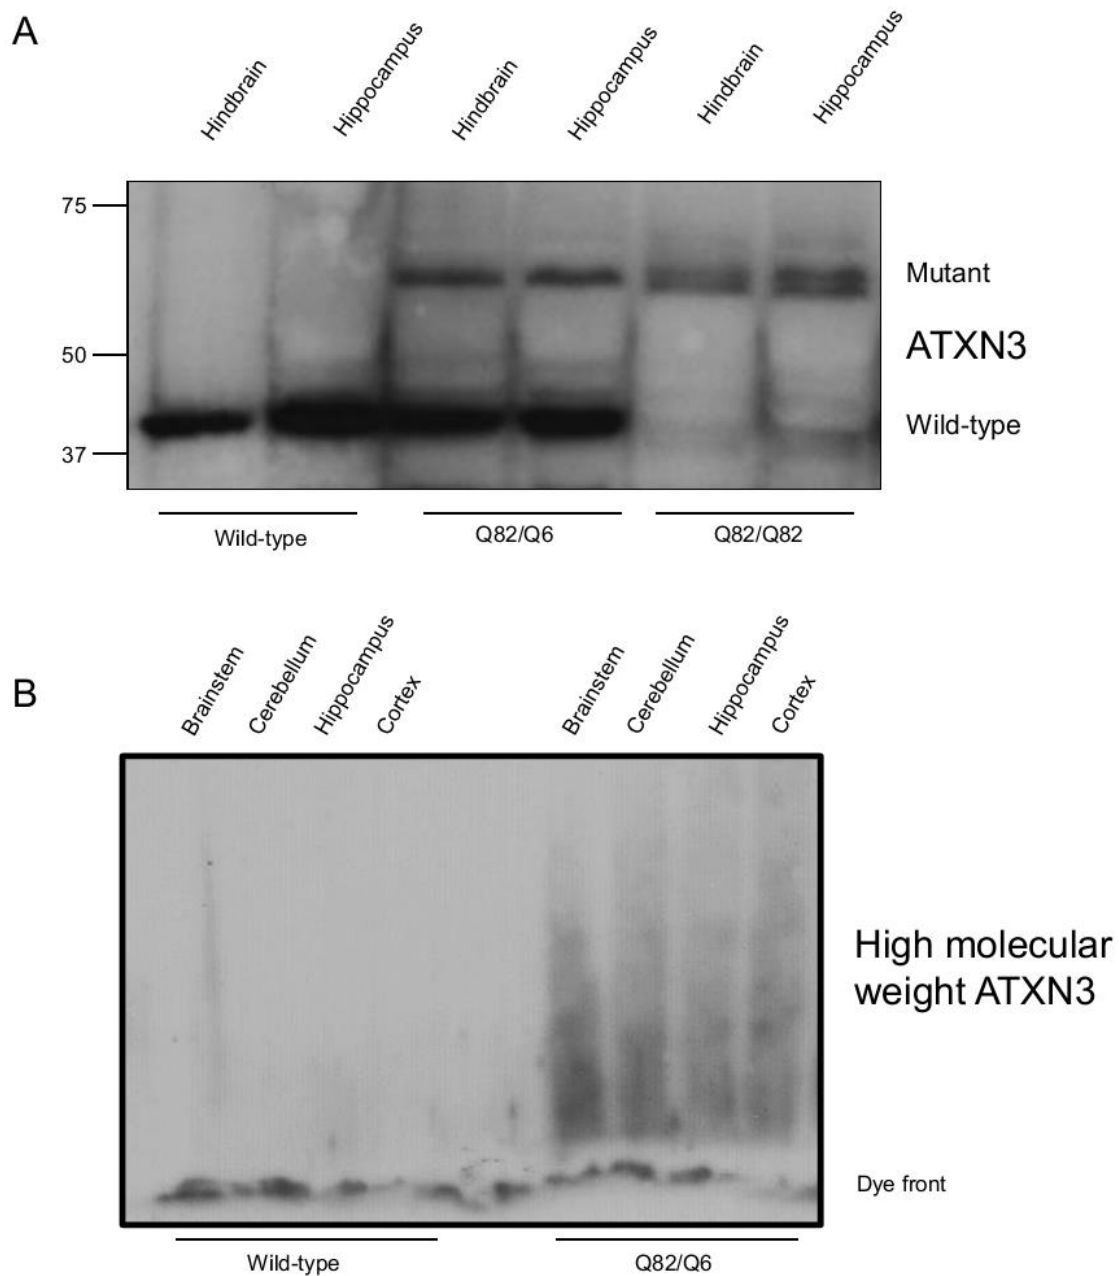 A
Hindbrain
Hippocampus
Hindbrain
Hippocampus
Hindbrain
Hippocampus
75
Mutant
50
ATXN3
Wild-type
37
Wild-type
Q82/Q6
Q82/Q82
B
Brainstem
Cerebellum
Hippocampus
Cortex
Brainstem
Cerebellum
Hippocampus
Cortex
High molecular
weight ATXN3
Dye front
Wild-type
Q82/Q6